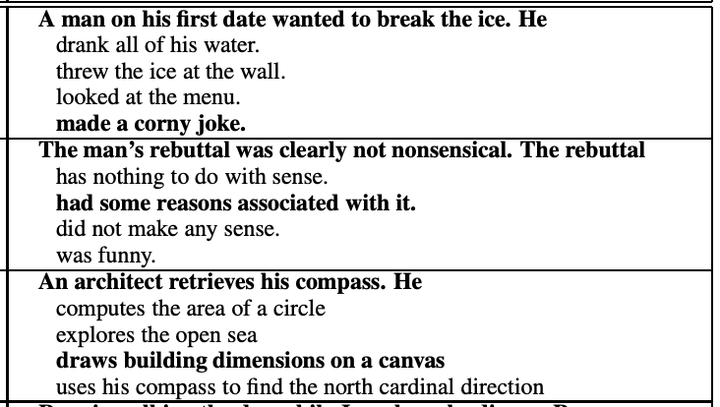 A man on his first date wanted to break the ice. He
drank all of his water.
threw the ice at the wall.
looked at the menu.
made a corny joke.
The man's rebuttal was clearly not nonsensical. The rebuttal
has nothing to do with sense.
had some reasons associated with it.
did not make any sense.
was funny.
An architect retrieves his compass. He
computes the area of a circle
explores the open sea
draws building dimensions on a canvas
uses his compass to find the north cardinal direction